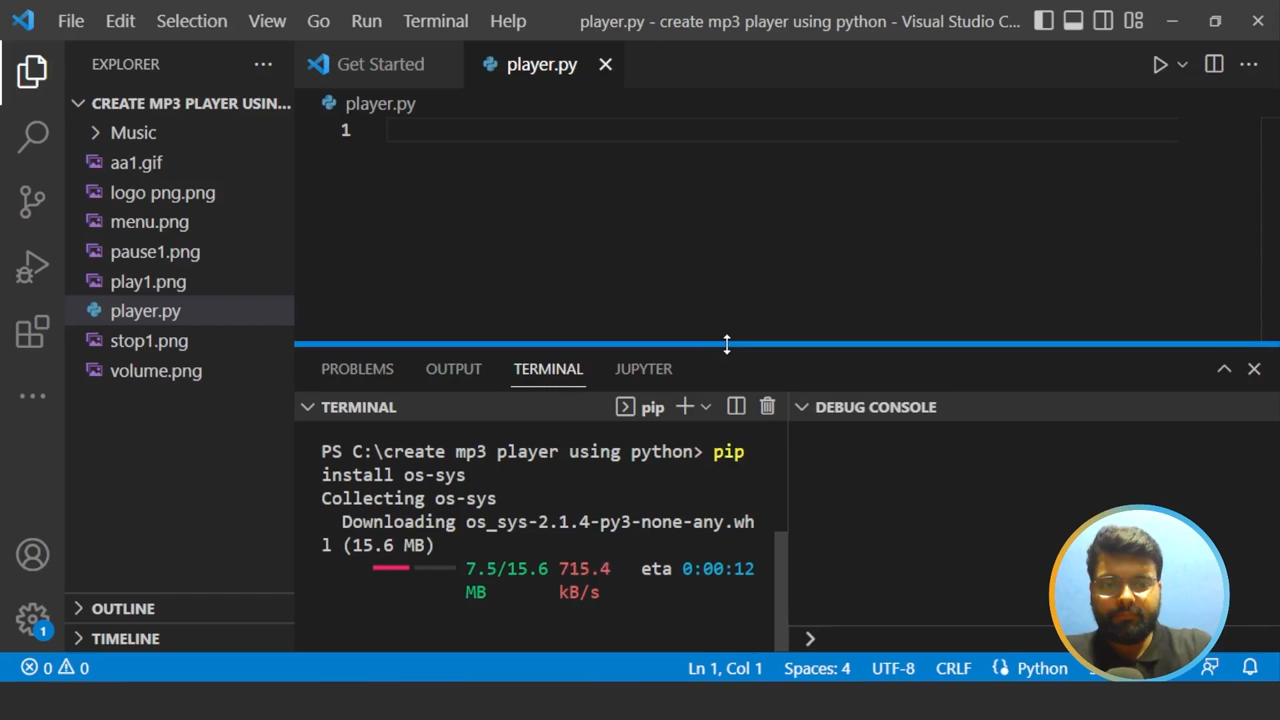 File Edit Selection View Go Run Terminal Help player.py - create mp3 player using python - Visual Studio C...
EXPLORER
Get Started player.py
CREATE MP3 PLAYER USIN...
player.py
Music
1
aa1.gif
logo png.png
menu.png
pause1.png
play1.png
player.py
stop1.png
volume.png
PROBLEMS OUTPUT TERMINAL JUPYTER
TERMINAL pip DEBUG CONSOLE
PS C:\create mp3 player using python> pip
install os-sys
Collecting os-sys
Downloading os_sys-2.1.4-py3-none-any.wh
l (15.6 MB)
7.5/15.6 715.4 eta 0:00:12
MB kB/s
OUTLINE
TIMELINE
1
0 0 Ln 1, Col 1 Spaces: 4 UTF-8 CRLF Python